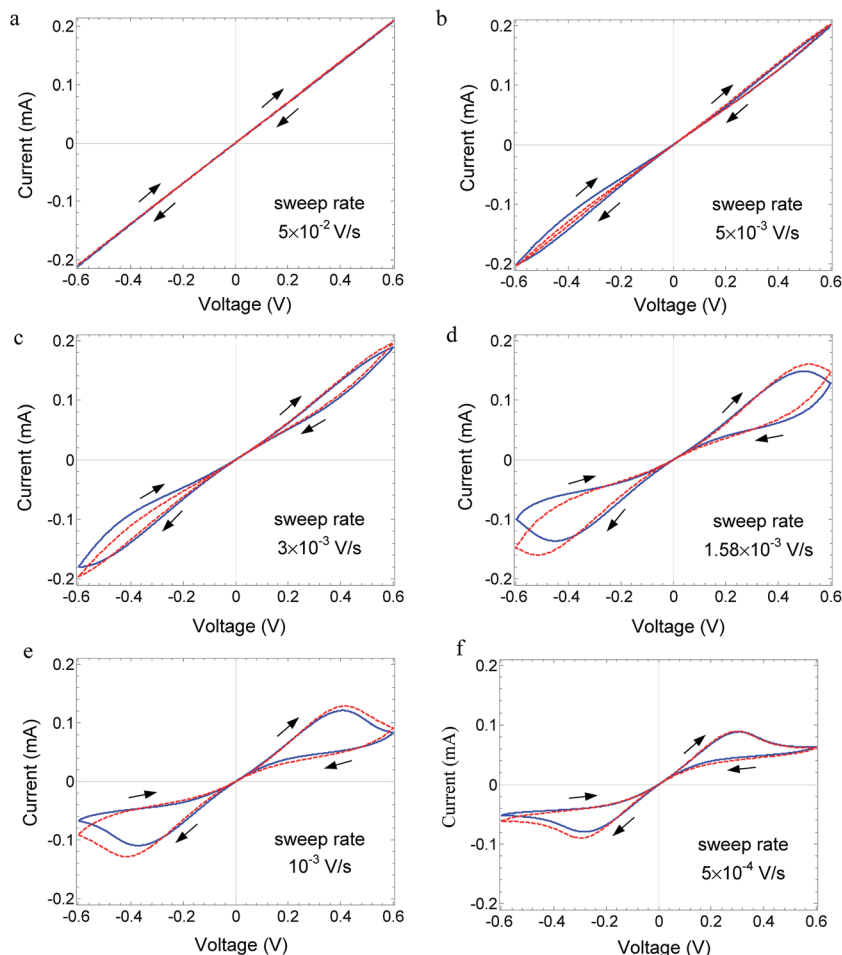 a
0.2
0.1
0
-0.1
-0.2
Current (mA)
sweep rate
5×10-2 V/s
-0.6 -0.4 -0.2 0 0.2 0.4 0.6
Voltage (V)
b
0.2
0.1
0
-0.1
-0.2
Current (mA)
sweep rate
5×10-3 V/s
-0.6 -0.4 -0.2 0 0.2 0.4 0.6
Voltage (V)
c
0.2
0.1
0
-0.1
-0.2
Current (mA)
sweep rate
3×10-3 V/s
-0.6 -0.4 -0.2 0 0.2 0.4 0.6
Voltage (V)
d
0.2
0.1
0
-0.1
-0.2
Current (mA)
sweep rate
1.58×10-3 V/s
-0.6 -0.4 -0.2 0 0.2 0.4 0.6
Voltage (V)
e
0.2
0.1
0
-0.1
-0.2
Current (mA)
sweep rate
10-3 V/s
-0.6 -0.4 -0.2 0 0.2 0.4 0.6
Voltage (V)
f
0.2
0.1
0
-0.1
-0.2
Current (mA)
sweep rate
5×10-4 V/s
-0.6 -0.4 -0.2 0 0.2 0.4 0.6
Voltage (V)